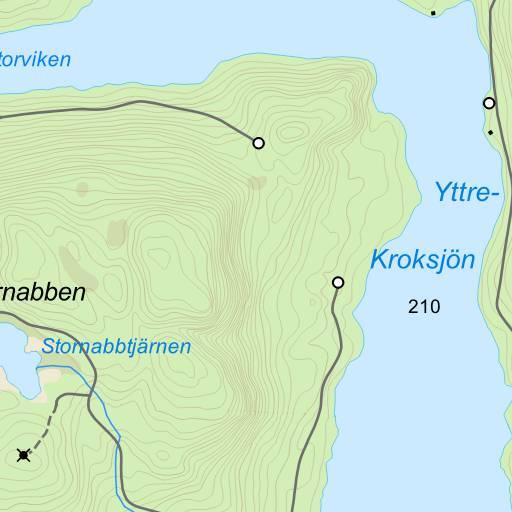 torviken
Yttre-
Kroksjön
rnabben
210
Stornabbtjärnen